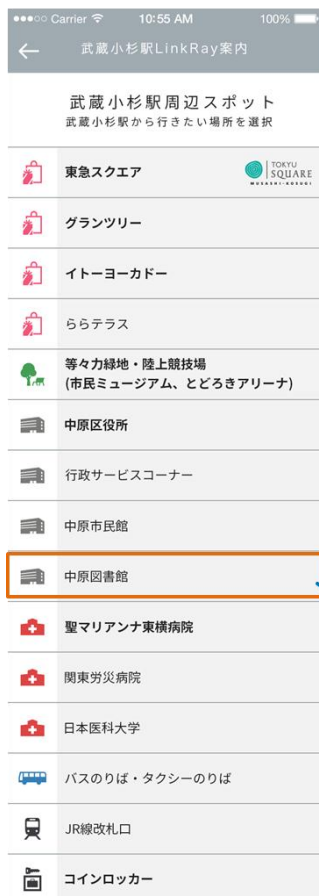 Carrier 10:55 AM 100%
武蔵小杉駅LinkRay案内
武蔵小杉駅周辺スポット
武蔵小杉駅から行きたい場所を選択
東急スクエア
TOKYU
SQUARE
MUSASHI-KOSUGI
グランツリー
イトーヨーカドー
ららテラス
等々力緑地・陸上競技場
(市民ミュージアム、とどろきアリーナ)
中原区役所
行政サービスコーナー
中原市民館
中原図書館
聖マリアンナ東横病院
関東労災病院
日本医科大学
バスのりば・タクシーのりば
JR線改札口
コインロッカー